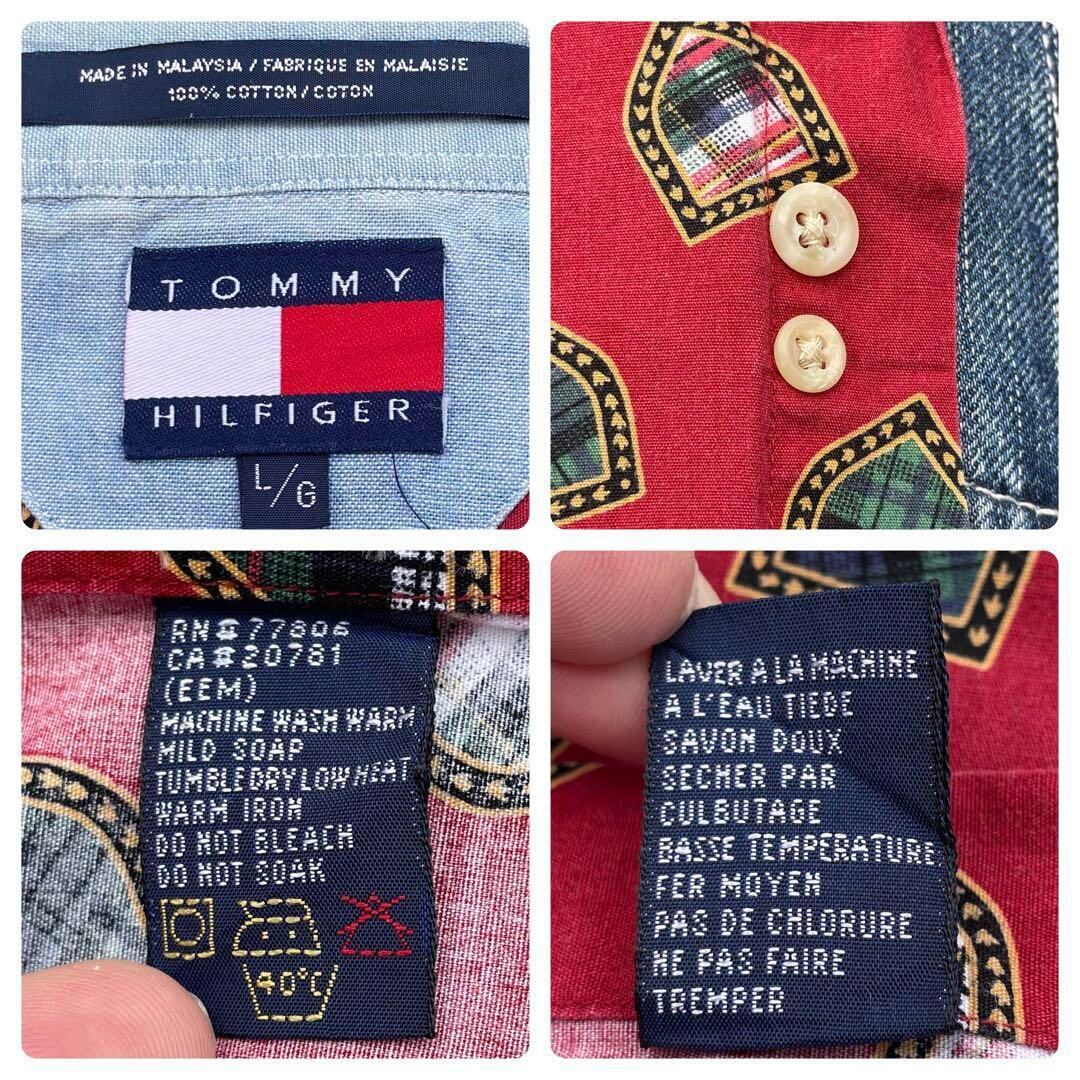 MADE IN MALAYSIA / FABRIQUE EN MALAISIE
100% COTTON / COTON
TOMMY
HILFIGER
L/G
RN#77806
CA#20781
(EEM)
MACHINE WASH WARM
MILD SOAP
TUMBLE DRY LOW HEAT
WARM IRON
DO NOT BLEACH
DO NOT SOAK
40°C
LAVER A LA MACHINE
A L'EAU TIEDE
SAVON DOUX
SECHER PAR
CULBUTAGE
BASSE TEMPERATURE
FER MOYEN
PAS DE CHLORURE
NE PAS FAIRE
TREMPER